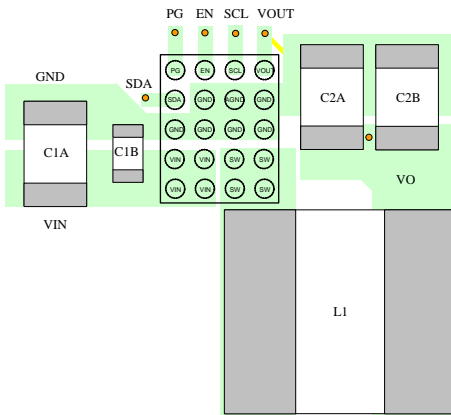 PG EN SCL VOUT
GND
SDA
PG EN SCL VOUT
SDA GND AGND GND
GND GND GND GND
VIN VIN SW SW
VIN VIN SW SW
C1A
C1B
C2A
C2B
VIN
VO
L1